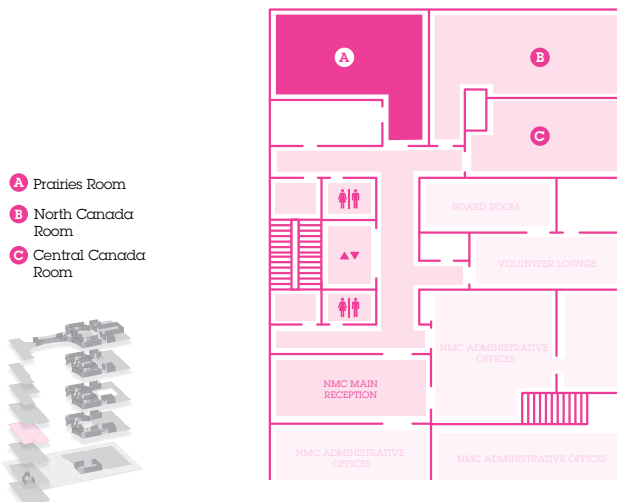 A Prairies Room
B North Canada
Room
C Central Canada
Room
A
B
C
BOARD ROOM
VOLUNTEER LOUNGE
NMC ADMINISTRATIVE
OFFICES
NMC MAIN
RECEPTION
NMC ADMINISTRATIVE
OFFICES
NMC ADMINISTRATIVE OFFICES